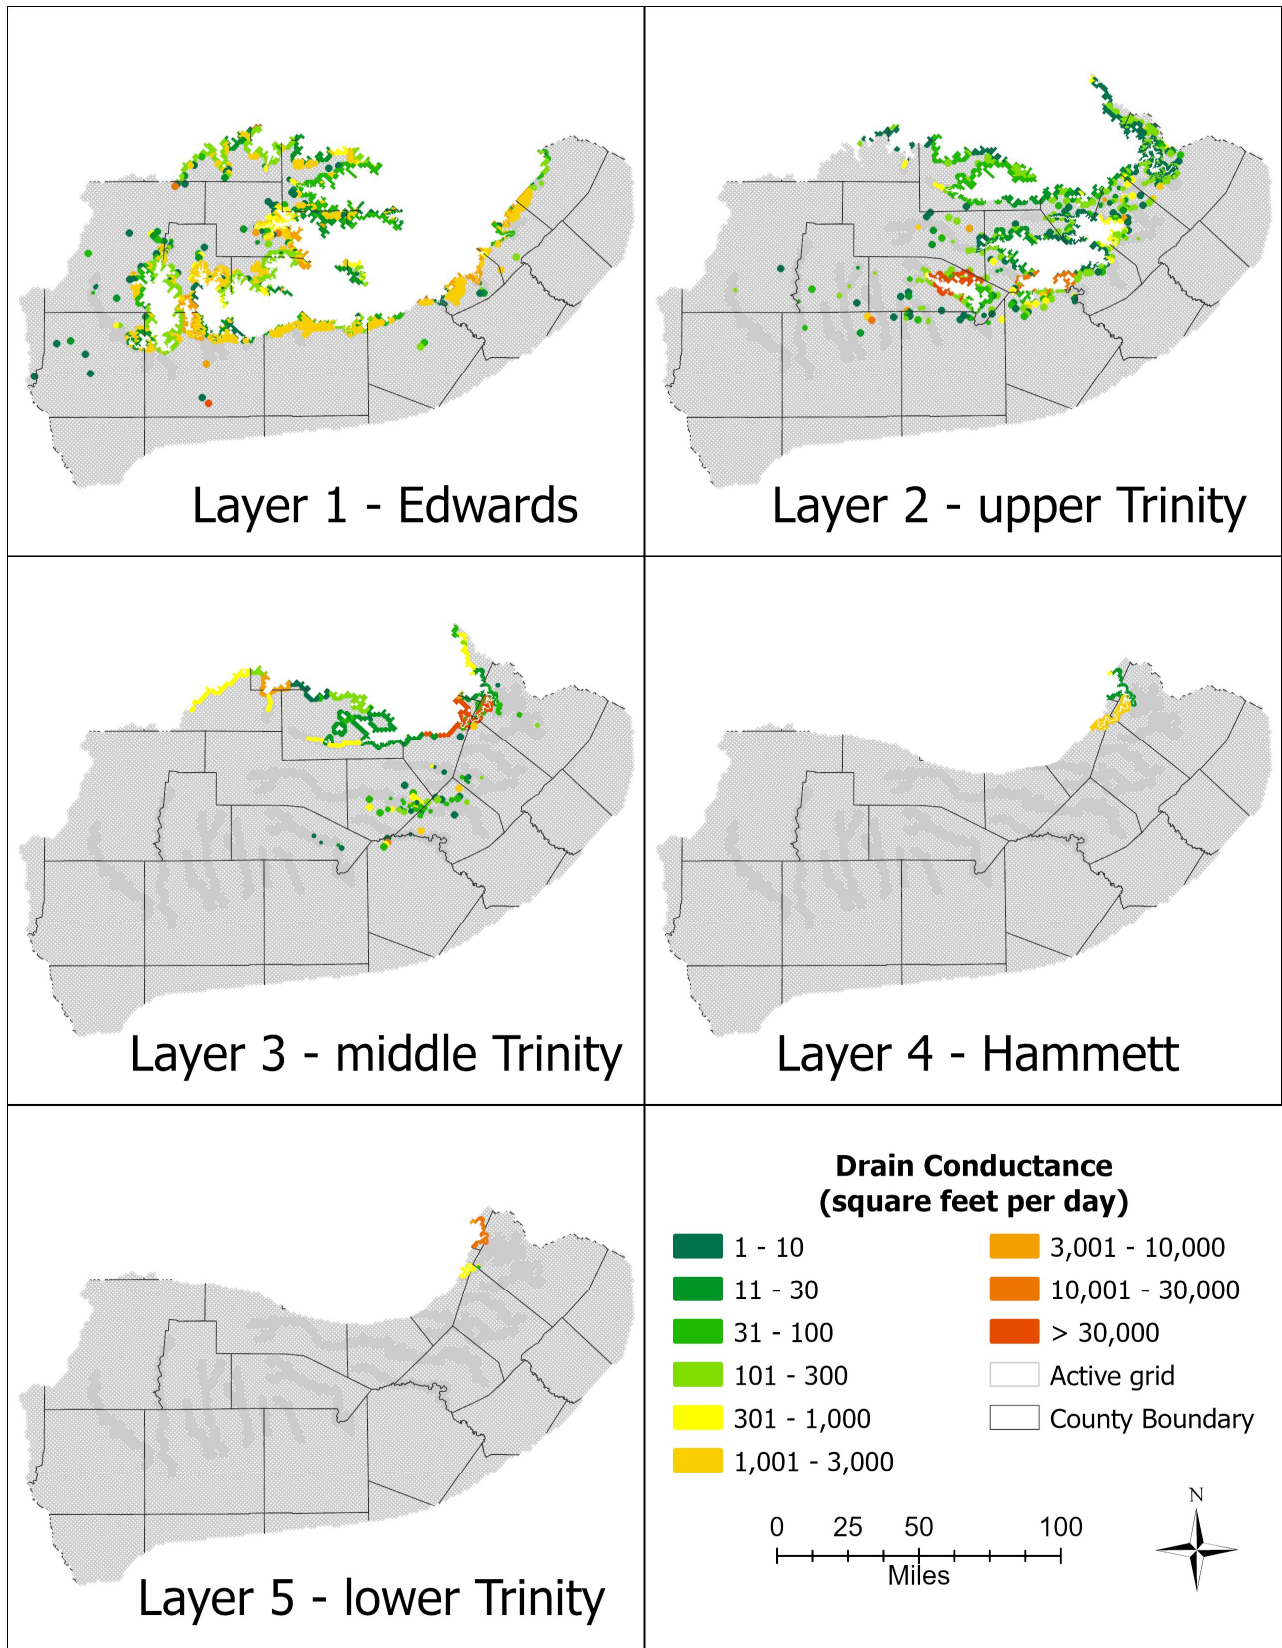 Layer 1 - Edwards
Layer 2 - upper Trinity
Layer 3 - middle Trinity
Layer 4 - Hammett
Layer 5 - lower Trinity
Drain Conductance
(square feet per day)
1 - 10
11 - 30
31 - 100
101 - 300
301 - 1,000
1,001 - 3,000
3,001 - 10,000
10,001 - 30,000
> 30,000
Active grid
County Boundary
0 25 50 100
Miles
N